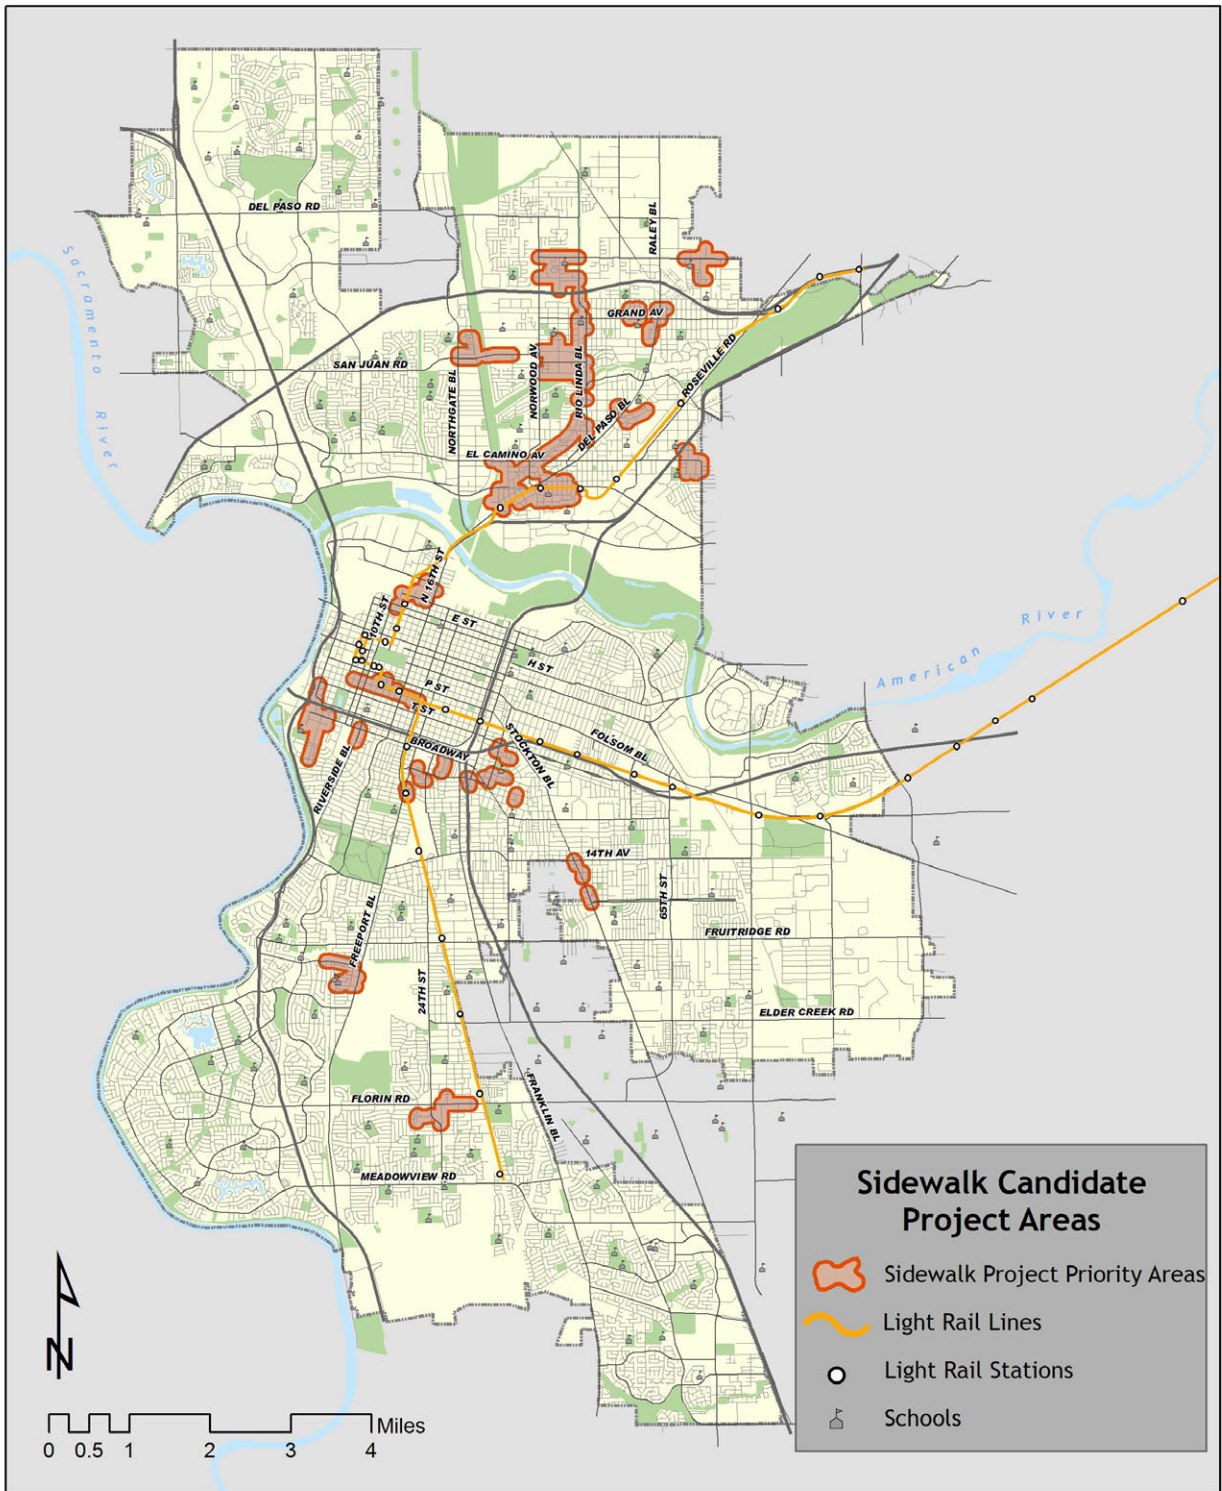 DEL PASO RD
RALEY BL
Sacramento River
GRAND AV
SAN JUAN RD
NORTHGATE BL
NORWOOD AV
RIO LINDA BL
DEL PASO BL
ROSEVILLE RD
EL CAMINO AV
N 16TH ST
10TH ST
E ST
H ST
American River
P ST
T ST
BROADWAY
STOCKTON BL
FOLSOM BL
RIVERSIDE BL
14TH AV
65TH ST
FREEPORT BL
FRUITRIDGE RD
24TH ST
ELDER CREEK RD
FLORIN RD
FRANKLIN BL
MEADOWVIEW RD
Sidewalk Candidate
Project Areas
Sidewalk Project Priority Areas
Light Rail Lines
Light Rail Stations
Schools
N
Miles
0 0.5 1 2 3 4